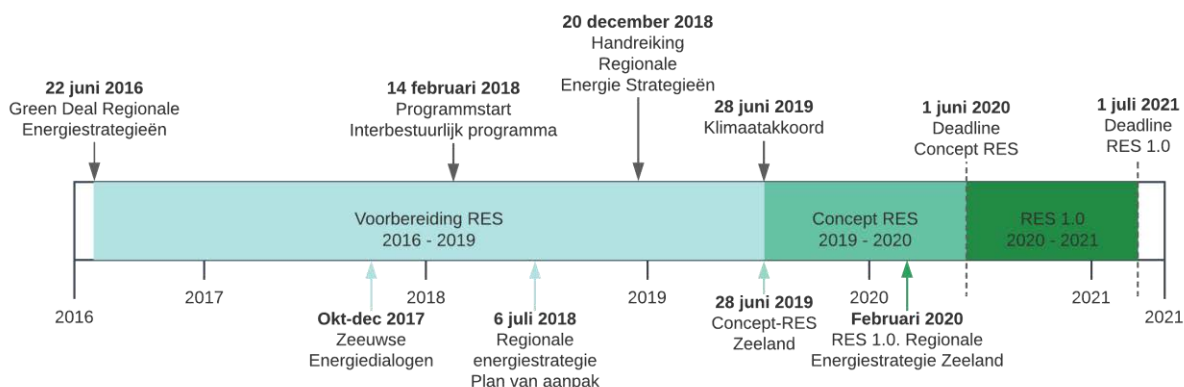 20 december 2018
Handreiking
Regionale
Energie Strategieën
22 juni 2016
Green Deal Regionale
Energiestrategieën
14 februari 2018
Programmstart
Interbestuurlijk programma
28 juni 2019
Klimaatakkoord
1 juni 2020
Deadline
Concept RES
1 juli 2021
Deadline
RES 1.0
Voorbereiding RES
2016 - 2019
Concept RES
2019 - 2020
RES 1.0
2020 - 2021
2016
2017
2018
2019
2020
2021
2021
Okt-dec 2017
Zeeuwse
Energiedialogen
6 juli 2018
Regionale
energiestrategie
Plan van aanpak
28 juni 2019
Concept-RES
Zeeland
Februari 2020
RES 1.0. Regionale
Energiestrategie Zeeland